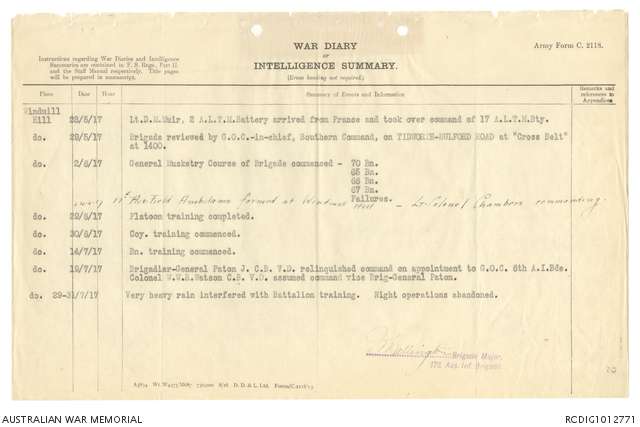 WAR DIARY
or
INTELLIGENCE SUMMARY.
(Erase heading not required.)
Army Form C. 2118.
Instructions regarding War Diaries and Intelligence
Summaries are contained in F. S. Regs., Part II
and the Staff Manual respectively. Title pages
will be prepared in manuscript.
Place Date Hour Summary of Events and Information Remarks and references to Appendices
Windmill
Hill 28/5/17 Lt.D.M.Muir, 2 A.L.T.M.Battery arrived from France and took over command of 17 A.L.T.M.Bty.
do. 29/5/17 Brigade reviewed by G.O.C.-in-chief, Southern Command, on TIDWORTH-BULFORD ROAD at "Cross Belt"
at 1400.
do. 2/6/17 General Musketry Course of Brigade commenced - 70 Bn.
65 Bn.
66 Bn.
67 Bn.
Failures.
17th Field Ambulance formed at Windmill Hill - Lt-Colonel Chambers commanding.
do. 29/6/17 Platoon training completed.
do. 30/6/17 Coy. training commenced.
do. 14/7/17 Bn. training commenced.
do. 19/7/17 Brigadier-General Paton J. C.B. V.D. relinquished command on appointment to G.O.C. 6th A.I.Bde.
Colonel W.W.R.Watson C.B. V.D. assumed command vice Brig-General Paton.
do. 29-31/7/17 Very heavy rain interfered with Battalion training. Night operations abandoned.
Brigade Major,
17th Aus. Inf. Brigade
D. D. & L. Ltd.
AUSTRALIAN WAR MEMORIAL
RCDIG1012771